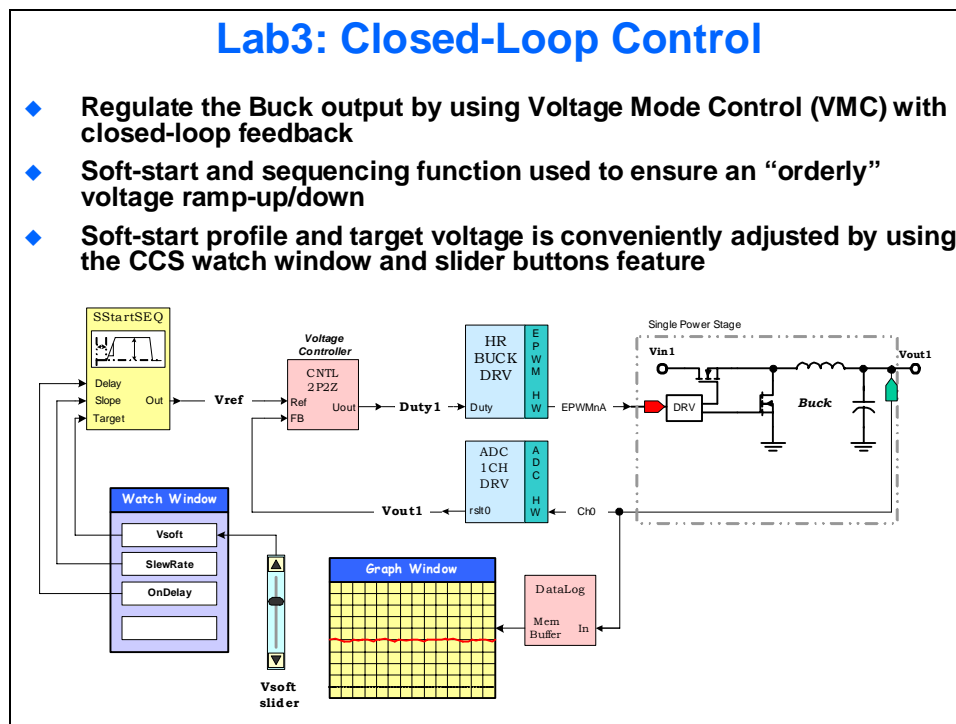 Lab3: Closed-Loop Control
Regulate the Buck output by using Voltage Mode Control (VMC) with
closed-loop feedback
Soft-start and sequencing function used to ensure an “orderly”
voltage ramp-up/down
Soft-start profile and target voltage is conveniently adjusted by using
the CCS watch window and slider buttons feature
SStartSEQ
Delay
Slope
Target
Out
Vref
Voltage
Controller
CNTL
2P2Z
Ref
FB
Uout
Duty1
HR
BUCK
DRV
Duty
EPWM HW
EPWMnA
Single Power Stage
Vin1
DRV
Buck
Vout1
ADC
1CH
DRV
rslt0
ADC HW
Vout1
Ch0
Watch Window
Vsoft
SlewRate
OnDelay
Vsoft
slider
Graph Window
DataLog
Mem
Buffer
In